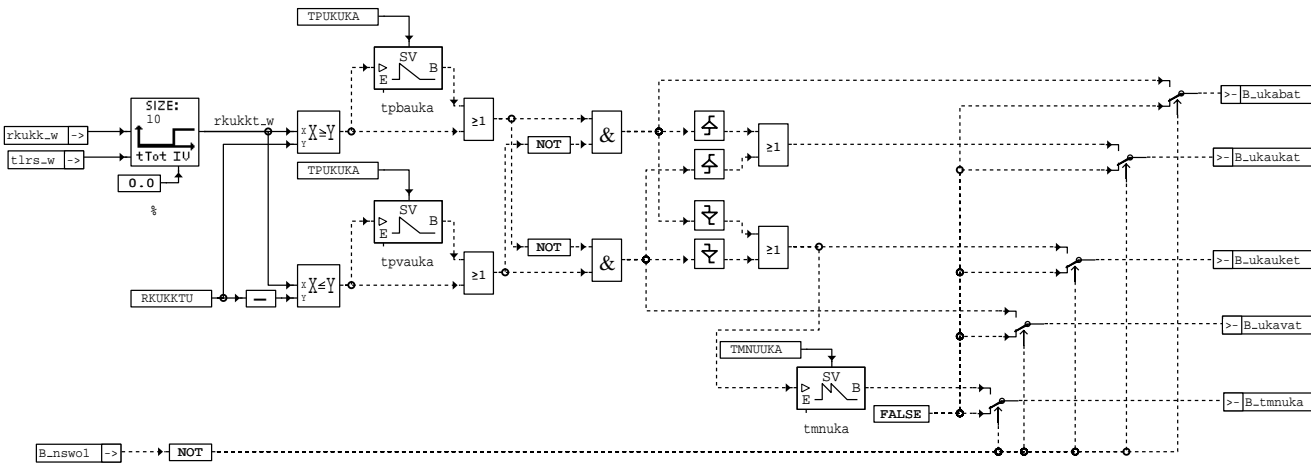 TPUKUKA
SV
E
B
tpbauka
SIZE:
10
tTot IV
rkukk_w ->
tlrs_w ->
0.0
%
rkukkt_w
X
Y
X≥Y
≥1
NOT
&
≥1
>- B_ukabat
>- B_ukaukat
TPUKUKA
SV
E
B
tpvauka
X
Y
X≤Y
≥1
NOT
&
≥1
>- B_ukauket
RKUKKTU
−
>- B_ukavat
TMNUUKA
SV
E
B
tmnuka
FALSE
>- B_tmnuka
B_nswo1 ->
NOT